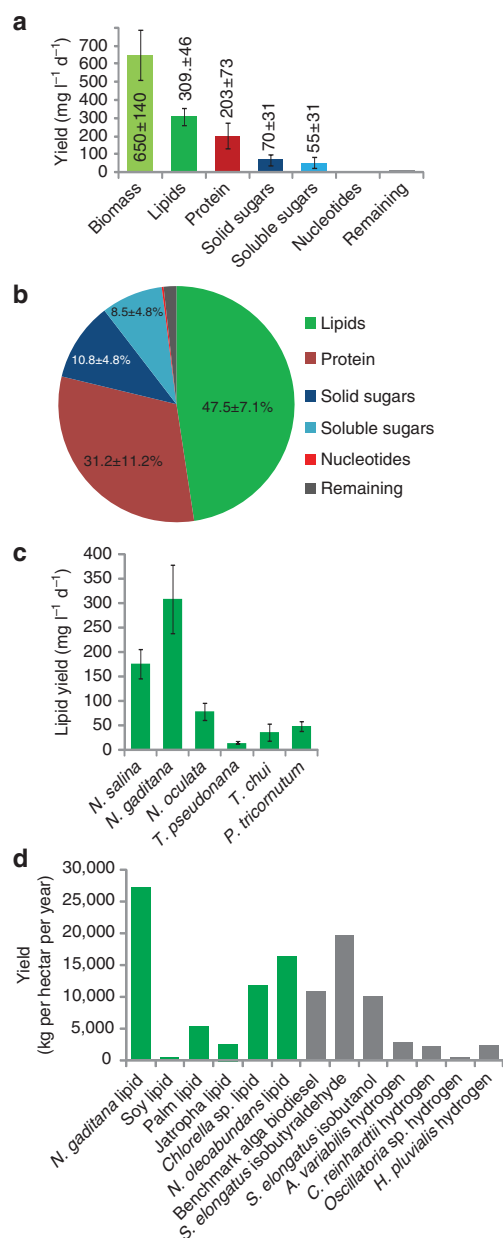 a
Yield (mg l⁻¹ d⁻¹)
700
600
500
400
300
200
100
0
650±140
309.±46
203±73
70±31
55±31
Biomass
Lipids
Protein
Solid sugars
Soluble sugars
Nucleotides
Remaining
b
8.5±4.8%
10.8±4.8%
47.5±7.1%
31.2±11.2%
Lipids
Protein
Solid sugars
Soluble sugars
Nucleotides
Remaining
c
Lipid yield (mg l⁻¹ d⁻¹)
400
350
300
250
200
150
100
50
0
N. salina
N. gaditana
N. oculata
T. pseudonana
T. chui
P. tricornutum
d
Yield
(kg per hectar per year)
30,000
25,000
20,000
15,000
10,000
5,000
0
N. gaditana lipid
Soy lipid
Palm lipid
Jatropha lipid
Chlorella sp. lipid
N. oleoabundans lipid
Benchmark alga biodiesel
S. elongatus isobutyraldehyde
S. elongatus isobutanol
A. variabilis hydrogen
C. reinhardtii hydrogen
Oscillatoria sp. hydrogen
H. pluvialis hydrogen